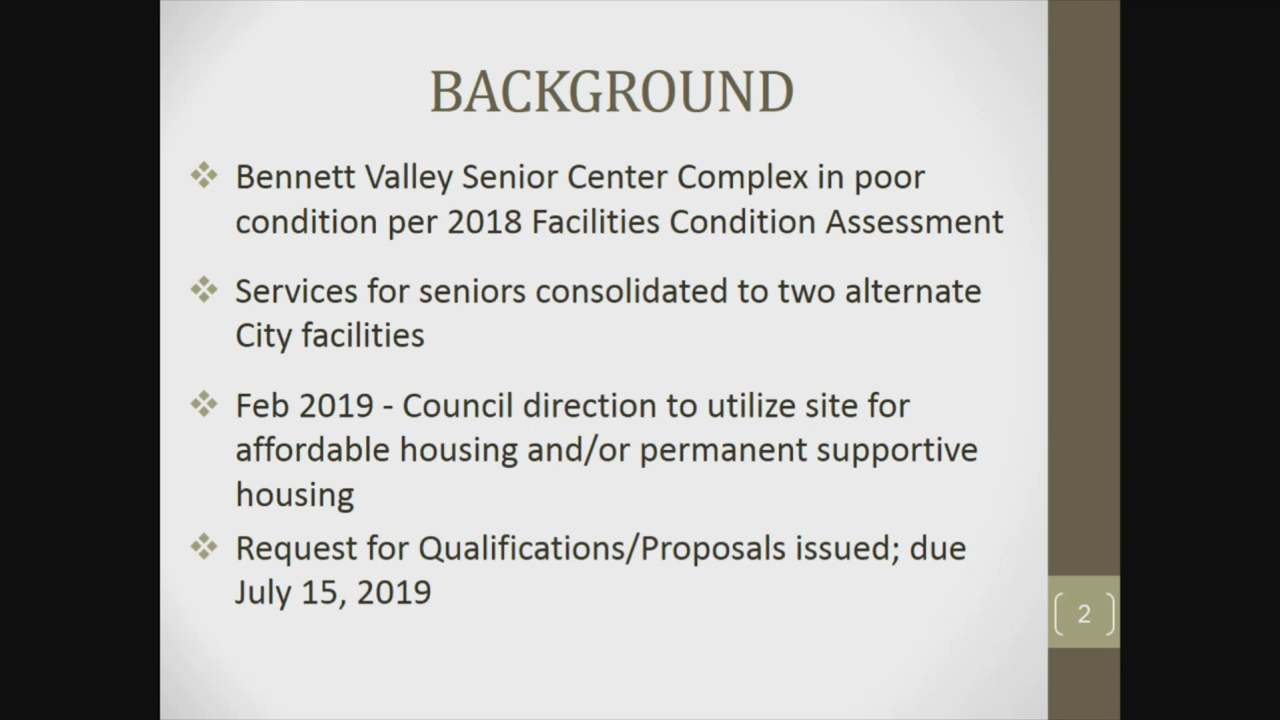 BACKGROUND
Bennett Valley Senior Center Complex in poor
condition per 2018 Facilities Condition Assessment
Services for seniors consolidated to two alternate
City facilities
Feb 2019 - Council direction to utilize site for
affordable housing and/or permanent supportive
housing
Request for Qualifications/Proposals issued; due
July 15, 2019
2